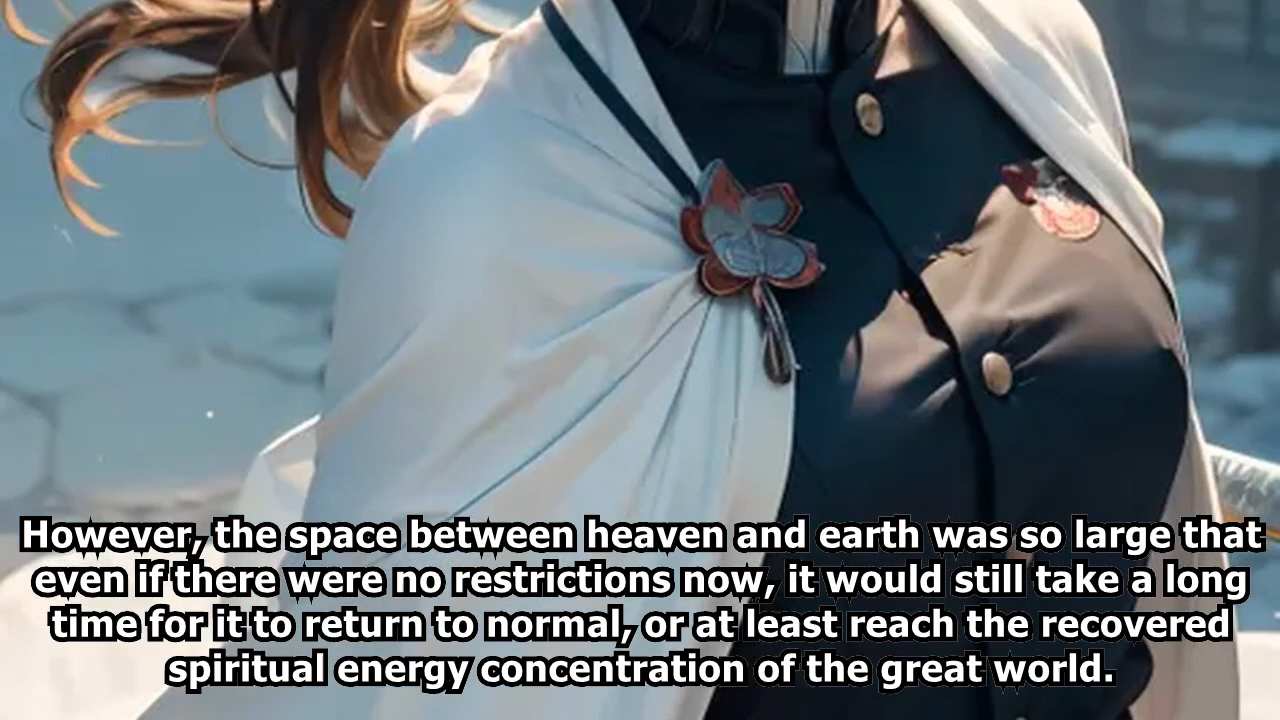 However, the space between heaven and earth was so large that
even if there were no restrictions now, it would still take a long
time for it to return to normal, or at least reach the recovered
spiritual energy concentration of the great world.